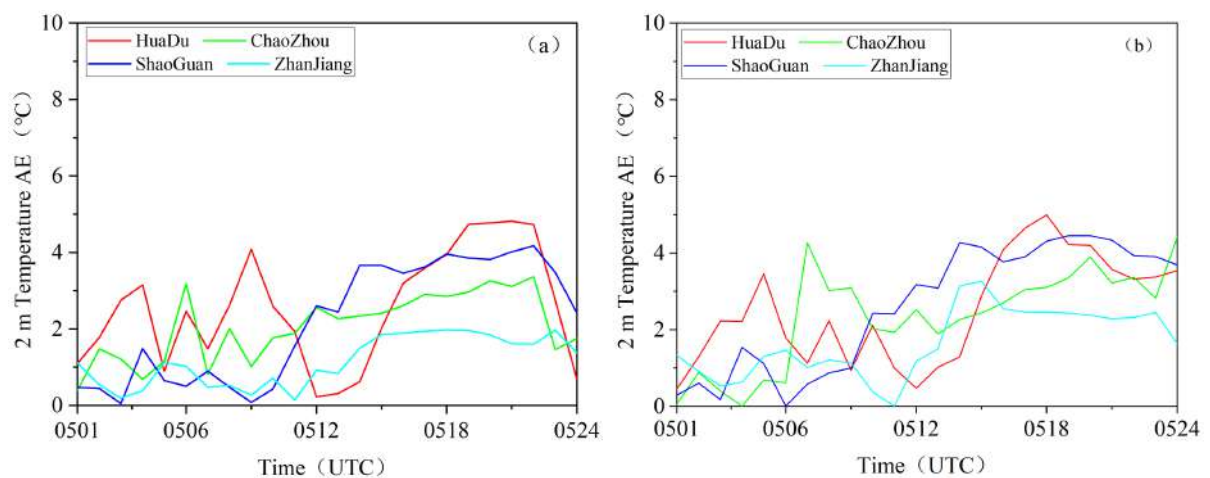 10
8
6
4
2
0
2 m Temperature AE（℃）
HuaDu
ChaoZhou
ShaoGuan
ZhanJiang
（a）
0501
0506
0512
0518
0524
Time（UTC）
10
8
6
4
2
0
2 m Temperature AE（℃）
HuaDu
ChaoZhou
ShaoGuan
ZhanJiang
（b）
0501
0506
0512
0518
0524
Time（UTC）